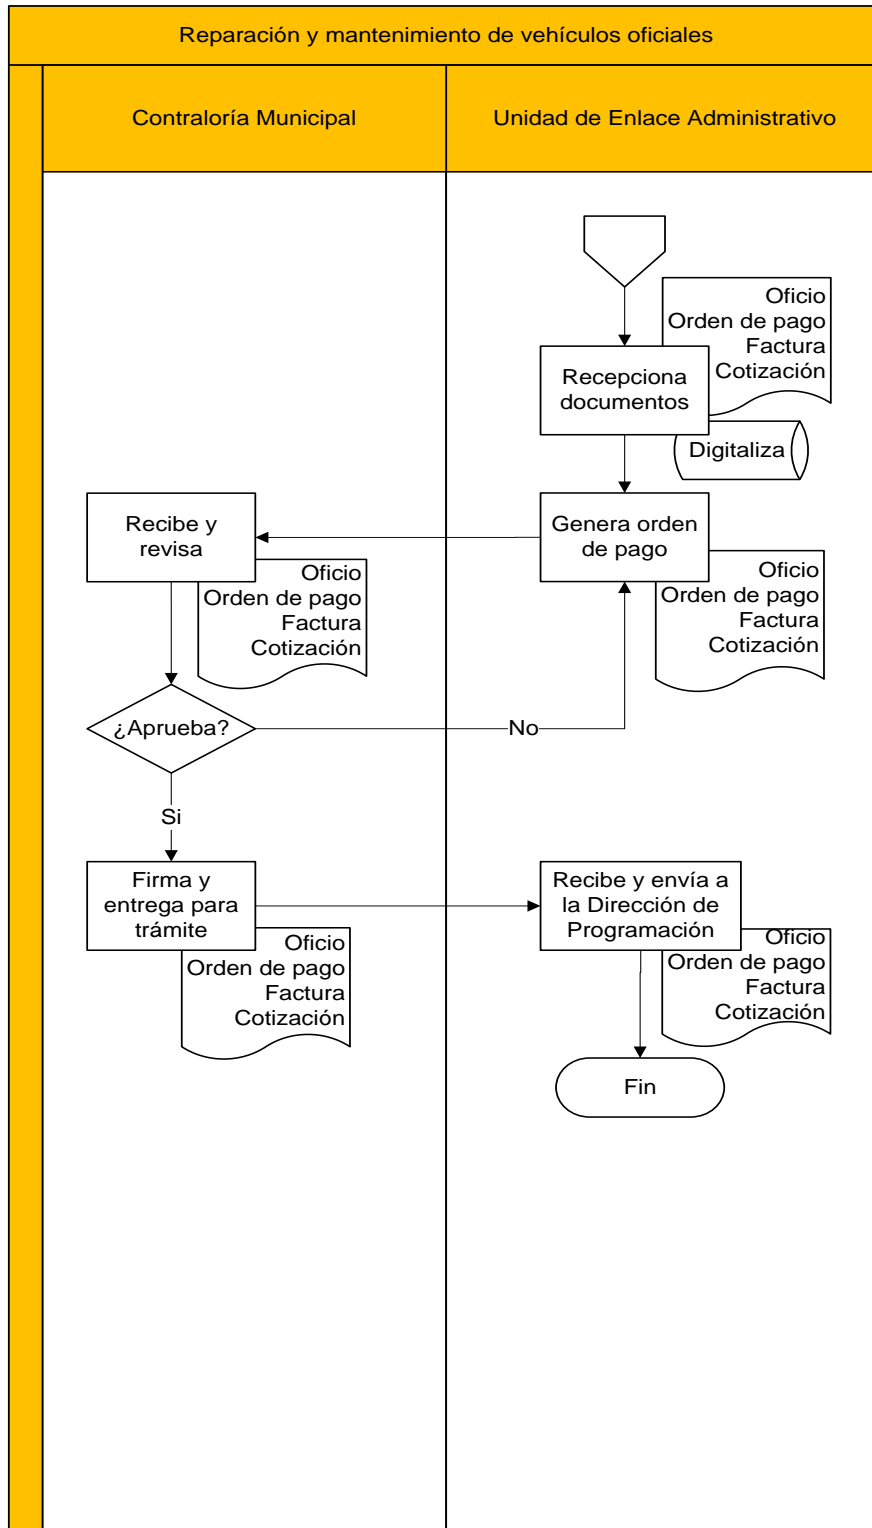 Reparación y mantenimiento de vehículos oficiales
Contraloría Municipal
Unidad de Enlace Administrativo
Oficio
Orden de pago
Factura
Cotización
Recepciona
documentos
Digitaliza
Genera orden
de pago
Oficio
Orden de pago
Factura
Cotización
Recibe y
revisa
Oficio
Orden de pago
Factura
Cotización
¿Aprueba?
No
Si
Firma y
entrega para
trámite
Oficio
Orden de pago
Factura
Cotización
Recibe y envía a
la Dirección de
Programación
Oficio
Orden de pago
Factura
Cotización
Fin